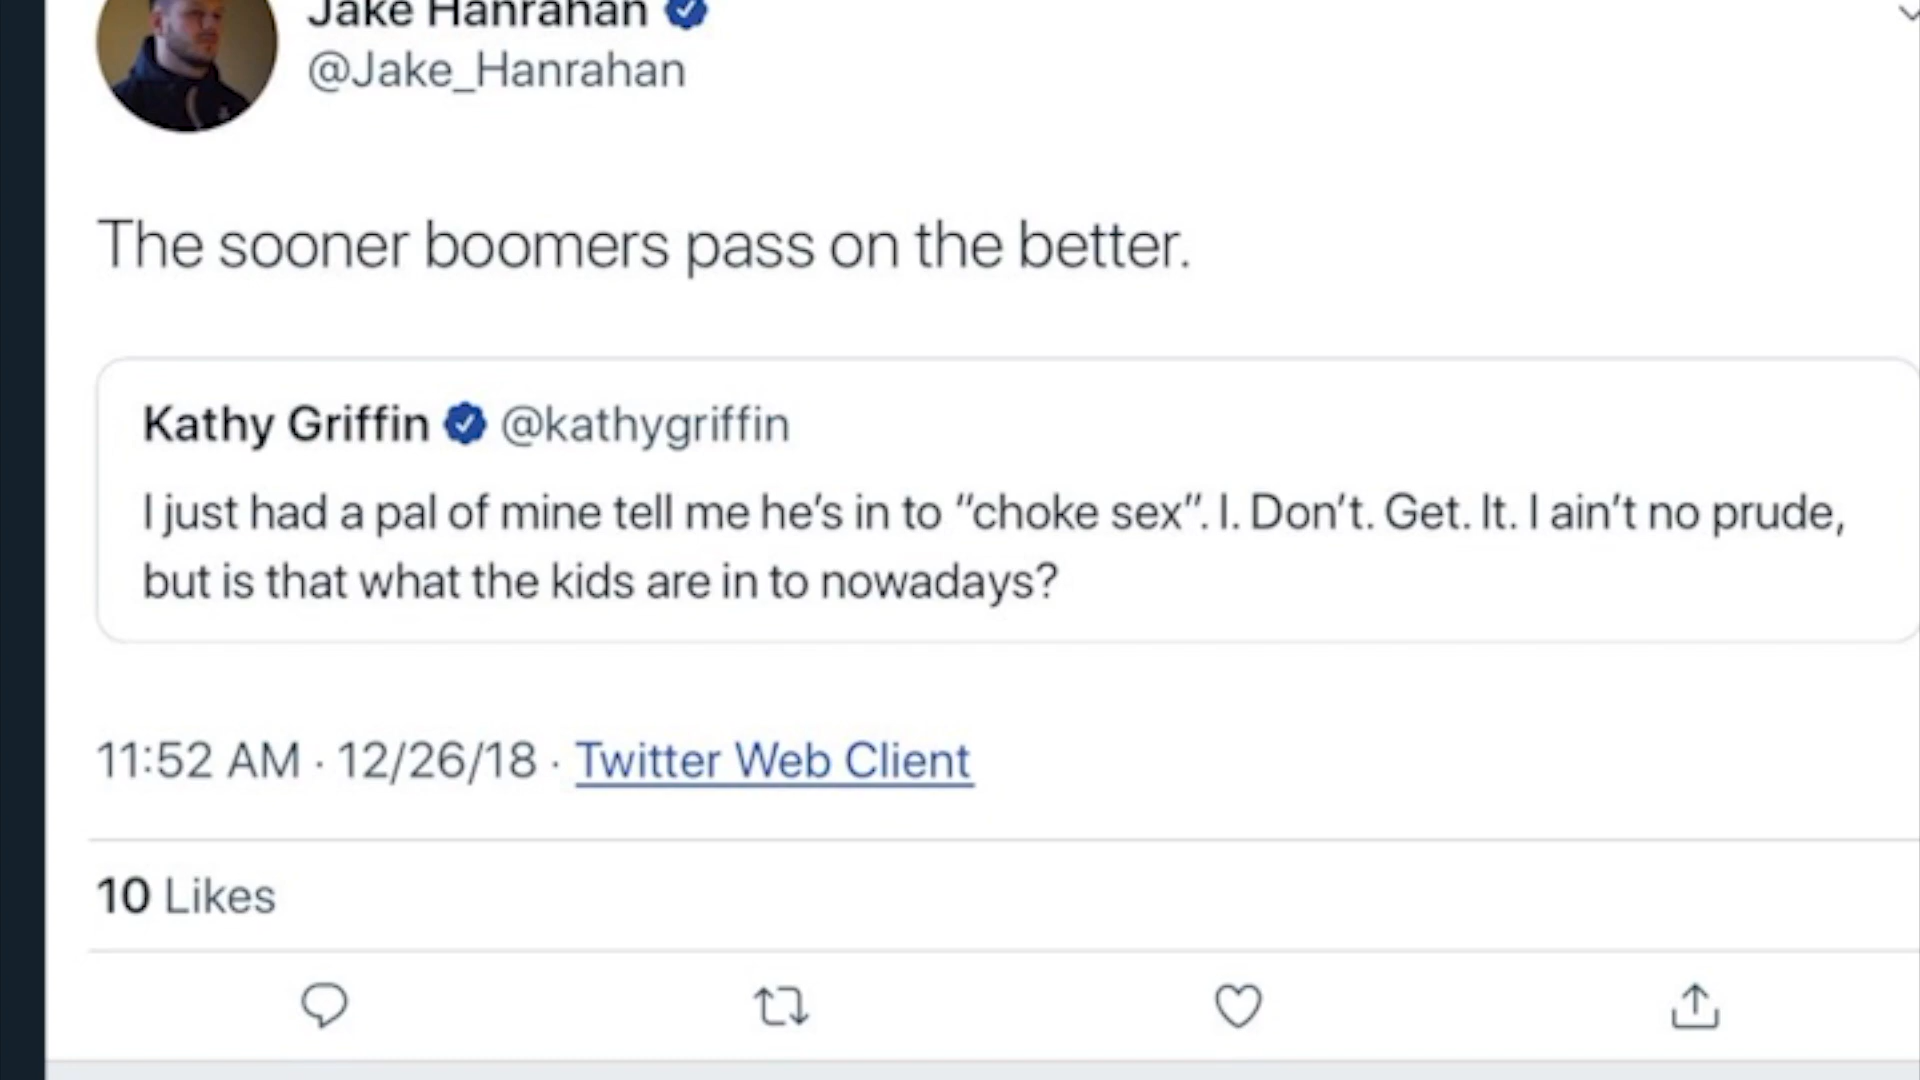 Jake Hanrahan
@Jake_Hanrahan
The sooner boomers pass on the better.
Kathy Griffin @kathygriffin
I just had a pal of mine tell me he's in to “choke sex”. I. Don't. Get. It. I ain't no prude,
but is that what the kids are in to nowadays?
11:52 AM · 12/26/18 · Twitter Web Client
10 Likes